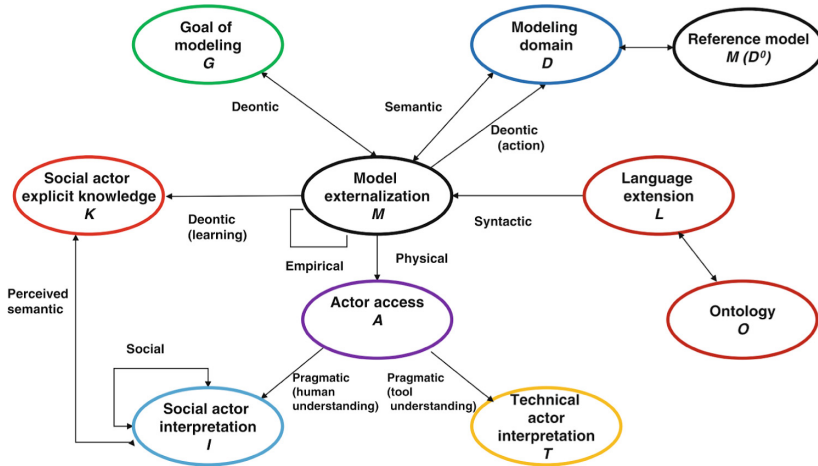 Goal of
modeling
G
Modeling
domain
D
Reference model
M (D⁰)
Deontic
Semantic
Deontic
(action)
Social actor
explicit knowledge
K
Model
externalization
M
Language
extension
L
Deontic
(learning)
Syntactic
Empirical
Physical
Perceived
semantic
Actor access
A
Ontology
O
Social
Pragmatic
(human
understanding)
Pragmatic
(tool
understanding)
Social actor
interpretation
I
Technical
actor
interpretation
T